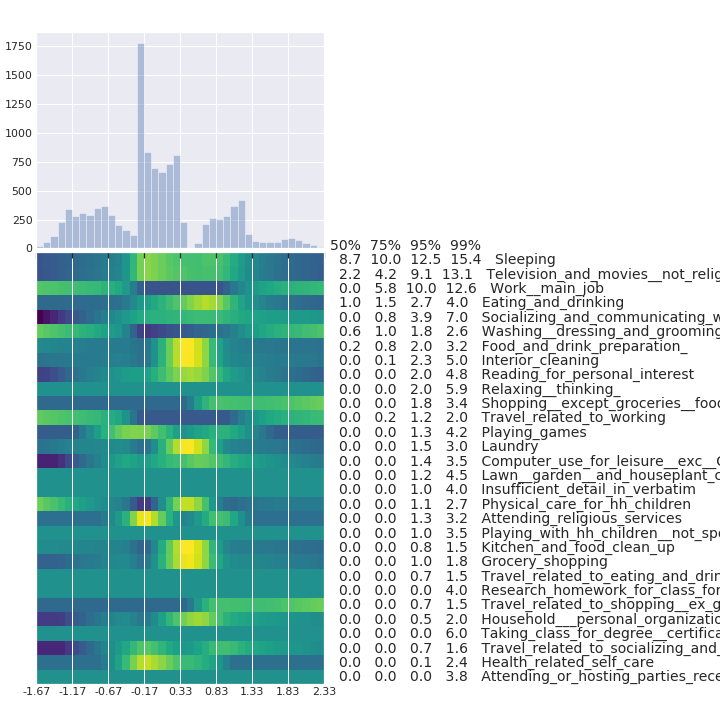 1750
1500
1250
1000
750
500
250
0
50% 75% 95% 99%
8.7 10.0 12.5 15.4 Sleeping
2.2 4.2 9.1 13.1 Television_and_movies__not_relig
0.0 5.8 10.0 12.6 Work__main_job
1.0 1.5 2.7 4.0 Eating_and_drinking
0.0 0.8 3.9 7.0 Socializing_and_communicating_w
0.6 1.0 1.8 2.6 Washing__dressing_and_grooming
0.2 0.8 2.0 3.2 Food_and_drink_preparation_
0.0 0.1 2.3 5.0 Interior_cleaning
0.0 0.0 2.0 4.8 Reading_for_personal_interest
0.0 0.0 2.0 5.9 Relaxing__thinking_
0.0 0.0 1.8 3.4 Shopping__except_groceries__food
0.0 0.2 1.2 2.0 Travel_related_to_working
0.0 0.0 1.3 4.2 Playing_games
0.0 0.0 1.5 3.0 Laundry
0.0 0.0 1.4 3.5 Computer_use_for_leisure__exc__
0.0 0.0 1.2 4.5 Lawn__garden__and_houseplant_c
0.0 0.0 1.0 4.0 Insufficient_detail_in_verbatim
0.0 0.0 1.1 2.7 Physical_care_for_hh_children
0.0 0.0 1.3 3.2 Attending_religious_services
0.0 0.0 1.0 3.5 Playing_with_hh_children__not_spo
0.0 0.0 0.8 1.5 Kitchen_and_food_clean_up
0.0 0.0 1.0 1.8 Grocery_shopping
0.0 0.0 0.7 1.5 Travel_related_to_eating_and_drin
0.0 0.0 0.0 4.0 Research_homework_for_class_for
0.0 0.0 0.7 1.5 Travel_related_to_shopping__ex_g
0.0 0.0 0.5 2.0 Household___personal_organizatio
0.0 0.0 0.0 6.0 Taking_class_for_degree__certifica
0.0 0.0 0.7 1.6 Travel_related_to_socializing_and_
0.0 0.0 0.1 2.4 Health_related_self_care
0.0 0.0 0.0 3.8 Attending_or_hosting_parties_rece
-1.67 -1.17 -0.67 -0.17 0.33 0.83 1.33 1.83 2.33